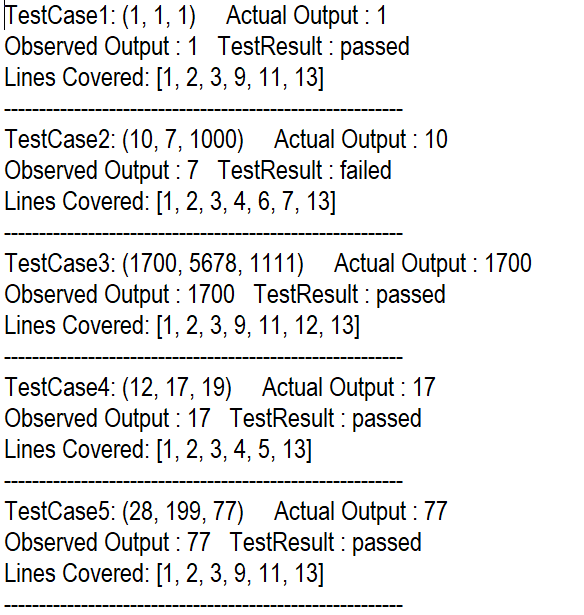 TestCase1: (1, 1, 1) Actual Output : 1
Observed Output : 1 TestResult : passed
Lines Covered: [1, 2, 3, 9, 11, 13]
---------------------------------------------------------
TestCase2: (10, 7, 1000) Actual Output : 10
Observed Output : 7 TestResult : failed
Lines Covered: [1, 2, 3, 4, 6, 7, 13]
---------------------------------------------------------
TestCase3: (1700, 5678, 1111) Actual Output : 1700
Observed Output : 1700 TestResult : passed
Lines Covered: [1, 2, 3, 9, 11, 12, 13]
---------------------------------------------------------
TestCase4: (12, 17, 19) Actual Output : 17
Observed Output : 17 TestResult : passed
Lines Covered: [1, 2, 3, 4, 5, 13]
---------------------------------------------------------
TestCase5: (28, 199, 77) Actual Output : 77
Observed Output : 77 TestResult : passed
Lines Covered: [1, 2, 3, 9, 11, 13]
---------------------------------------------------------